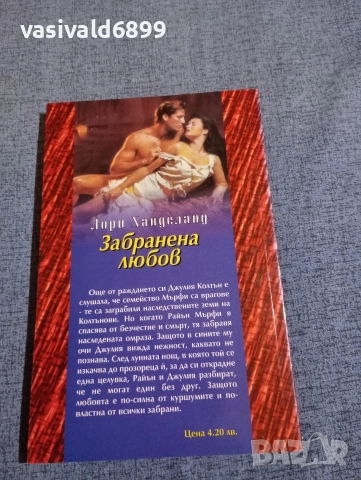 vasivald6899
Лори Ханделанд
Забранена
любов
Още от раждането си Джулия Колтън е
слушала, че семейство Мърфи са врагове
- те са заграбили наследствените земи на
Колтънови. Но когато Райън Мърфи я
спасява от безчестие и смърт, тя забравя
наследената омраза. Защото в сините му
очи Джулия вижда нежност, каквато не
познава. След лунната нощ, в която той се
изкачва до прозореца ѝ, за да си открадне
една целувка, Райън и Джулия разбират,
че не могат един без друг. Защото
любовта е по-силна от куршумите и по-
властна от всички забрани.
Цена 4.20 лв.
BAZAR